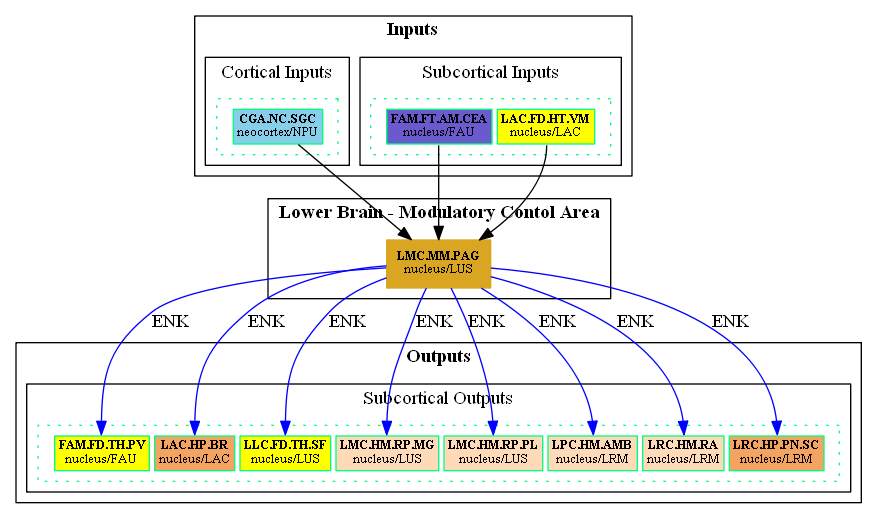 Inputs
Cortical Inputs
Subcortical Inputs
CGA.NC.SGC
neocortex/NPU
FAM.FT.AM.CEA
nucleus/FAU
LAC.FD.HT.VM
nucleus/LAC
Lower Brain - Modulatory Contol Area
LMC.MM.PAG
nucleus/LUS
ENK
ENK
ENK
ENK
ENK
ENK
ENK
ENK
Outputs
Subcortical Outputs
FAM.FD.TH.PV
nucleus/FAU
LAC.HP.BR
nucleus/LAC
LLC.FD.TH.SF
nucleus/LUS
LMC.HM.RP.MG
nucleus/LUS
LMC.HM.RP.PL
nucleus/LUS
LPC.HM.AMB
nucleus/LRM
LRC.HM.RA
nucleus/LRM
LRC.HP.PN.SC
nucleus/LRM